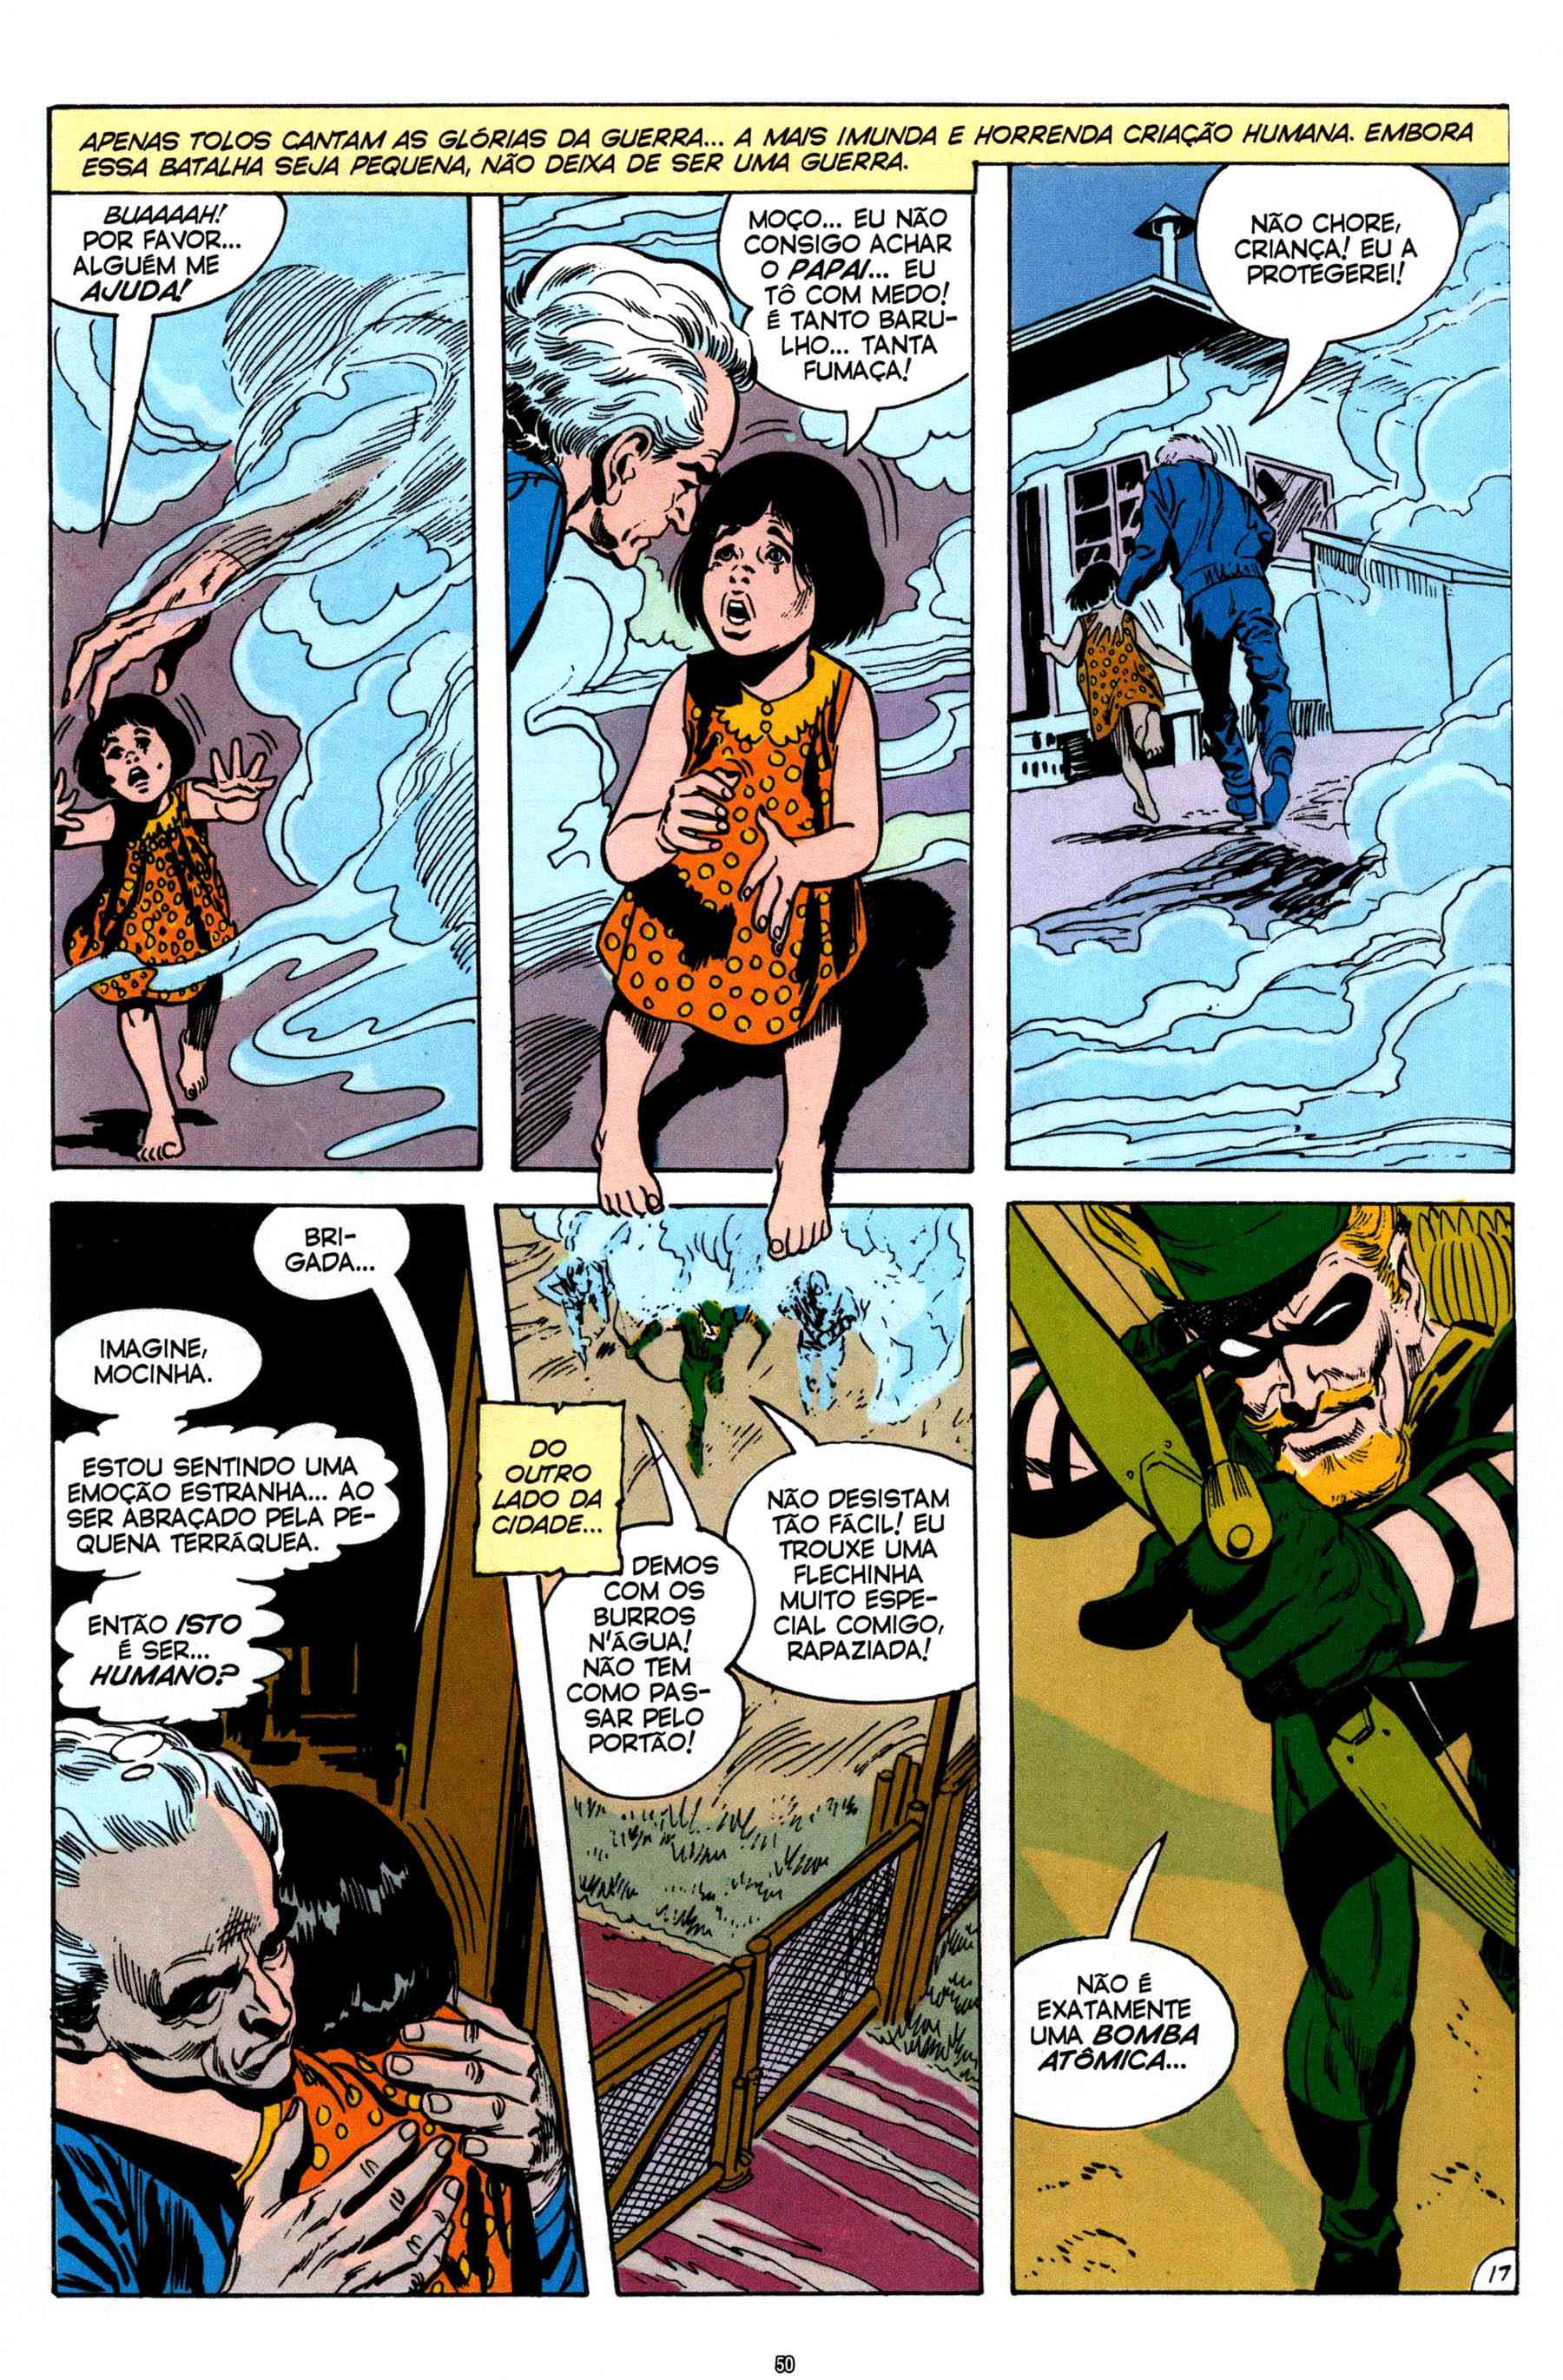 APENAS TOLOS CANTAM AS GLÓRIAS DA GUERRA... A MAIS IMUNDA E HORRENDA CRIAÇÃO HUMANA. EMBORA
ESSA BATALHA SEJA PEQUENA, NÃO DEIXA DE SER UMA GUERRA.
BUAAAAH!
POR FAVOR...
ALGUÉM ME
AJUDA!
MOÇO... EU NÃO
CONSIGO ACHAR
O PAPAI... EU
TÔ COM MEDO!
É TANTO BARU-
LHO... TANTA
FUMAÇA!
NÃO CHORE,
CRIANÇA! EU A
PROTEGEREI!
BRI-
GADA...
IMAGINE,
MOCINHA.
ESTOU SENTINDO UMA
EMOÇÃO ESTRANHA... AO
SER ABRAÇADO PELA PE-
QUENA TERRÁQUEA.
ENTÃO ISTO
É SER...
HUMANO?
DO
OUTRO
LADO DA
CIDADE...
DEMOS
COM OS
BURROS
N'ÁGUA!
NÃO TEM
COMO PAS-
SAR PELO
PORTÃO!
NÃO DESISTAM
TÃO FÁCIL! EU
TROUXE UMA
FLECHINHA
MUITO ESPE-
CIAL COMIGO,
RAPAZIADA!
NÃO É
EXATAMENTE
UMA BOMBA
ATÔMICA...
17
50